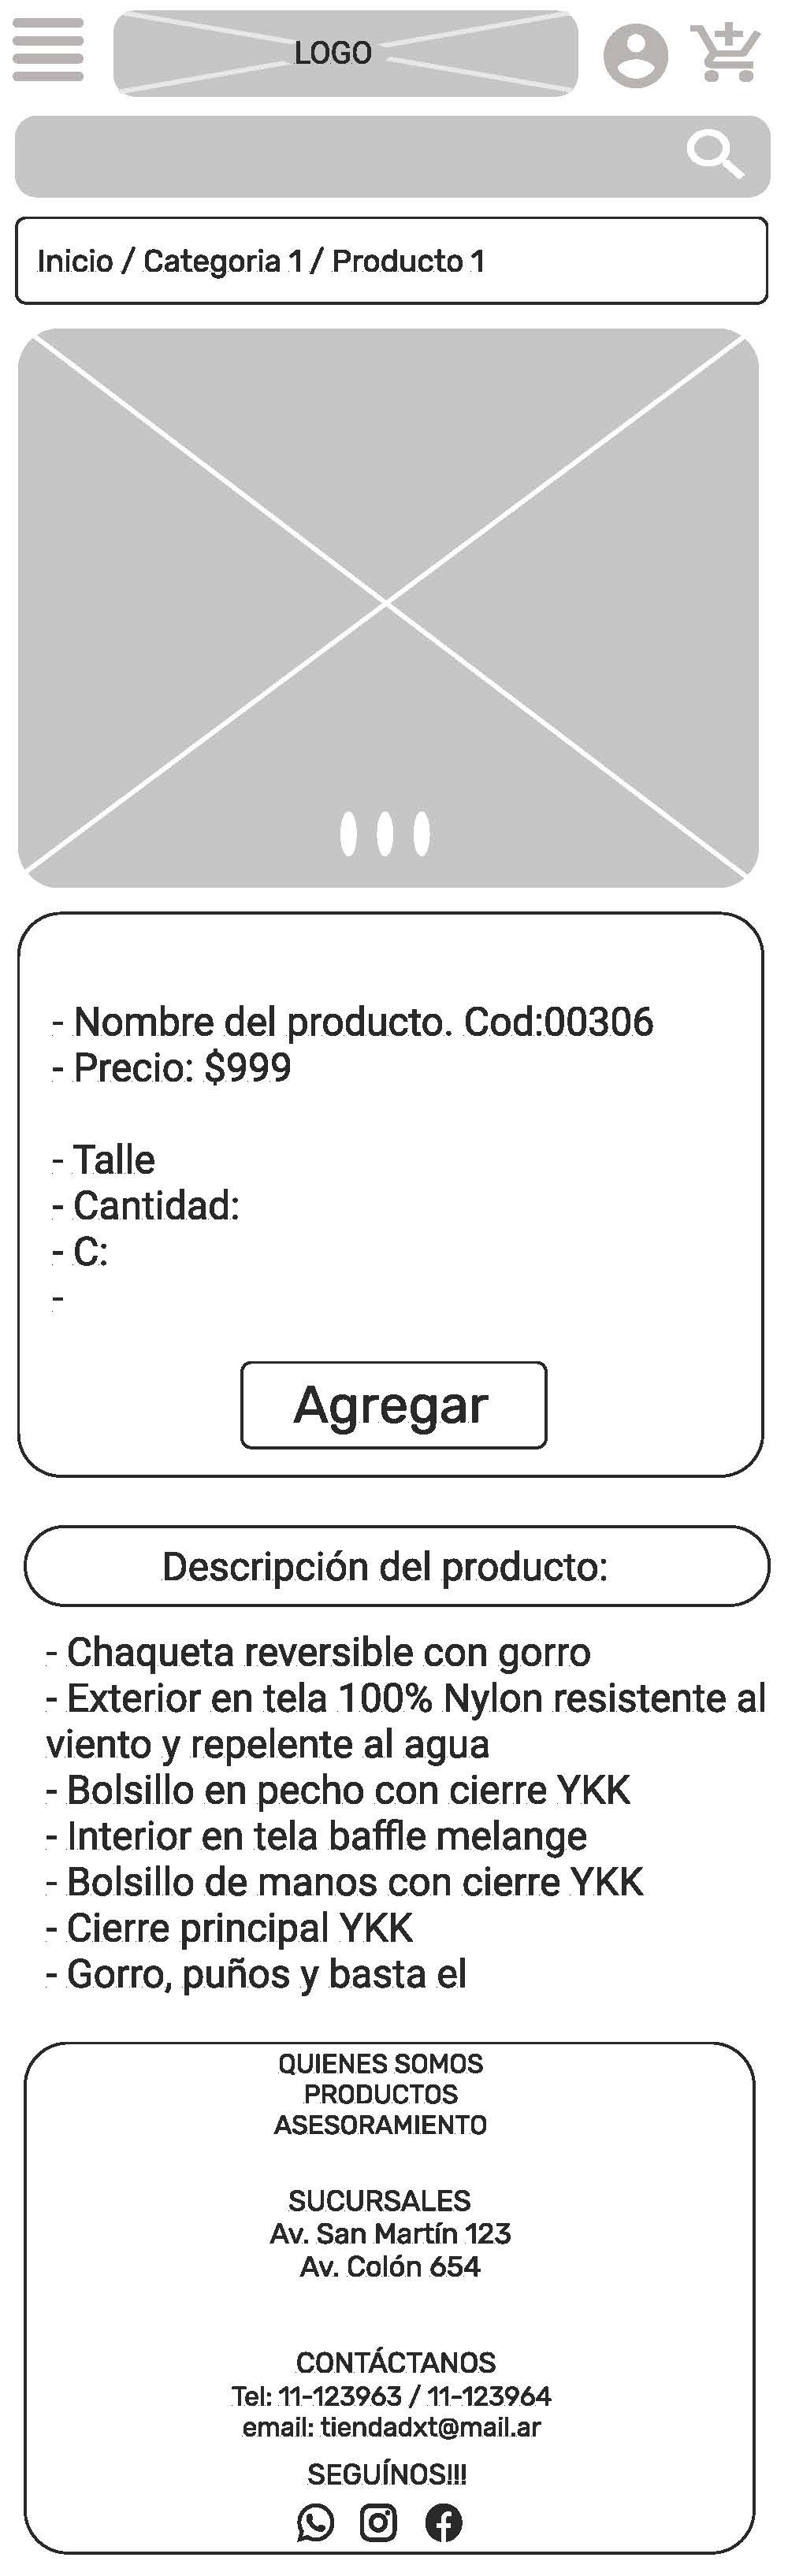 LOGO
Inicio / Categoria 1 / Producto 1
- Nombre del producto. Cod:00306
- Precio: $999
- Talle
- Cantidad:
- C:
-
Agregar
Descripción del producto:
- Chaqueta reversible con gorro
- Exterior en tela 100% Nylon resistente al
viento y repelente al agua
- Bolsillo en pecho con cierre YKK
- Interior en tela baffle melange
- Bolsillo de manos con cierre YKK
- Cierre principal YKK
- Gorro, puños y basta el
QUIENES SOMOS
PRODUCTOS
ASESORAMIENTO
SUCURSALES
Av. San Martín 123
Av. Colón 654
CONTÁCTANOS
Tel: 11-123963 / 11-123964
email: tiendadxt@mail.ar
SEGUÍNOS!!!